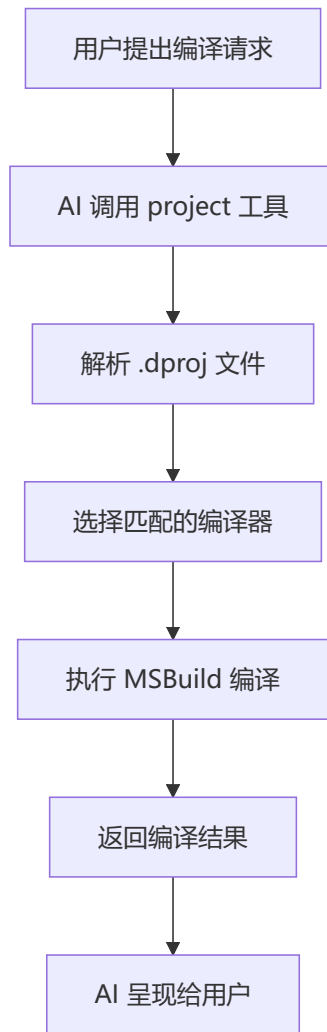 用户提出编译请求
AI 调用 project 工具
解析 .dproj 文件
选择匹配的编译器
执行 MSBuild 编译
返回编译结果
AI 呈现给用户